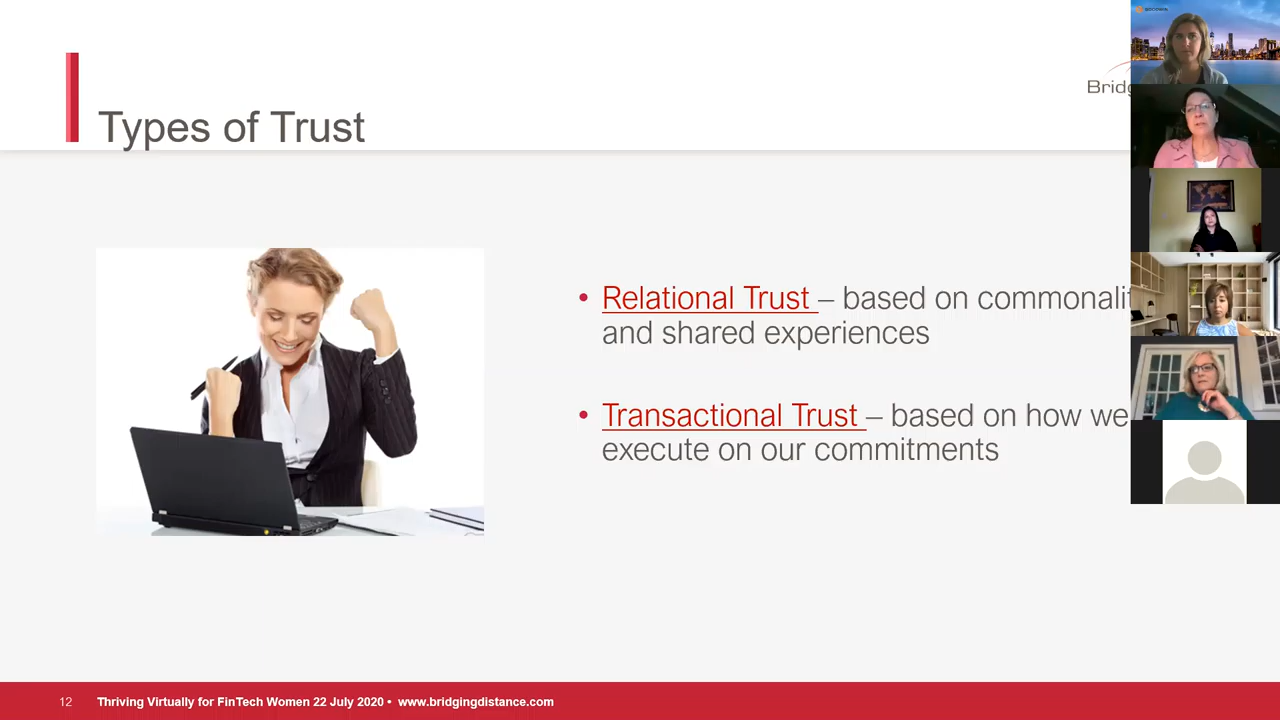 Types of Trust
• Relational Trust – based on
and shared experiences
• Transactional Trust – based on how we
execute on our commitments
12 Thriving Virtually for FinTech Women 22 July 2020 • www.bridgingdistance.com